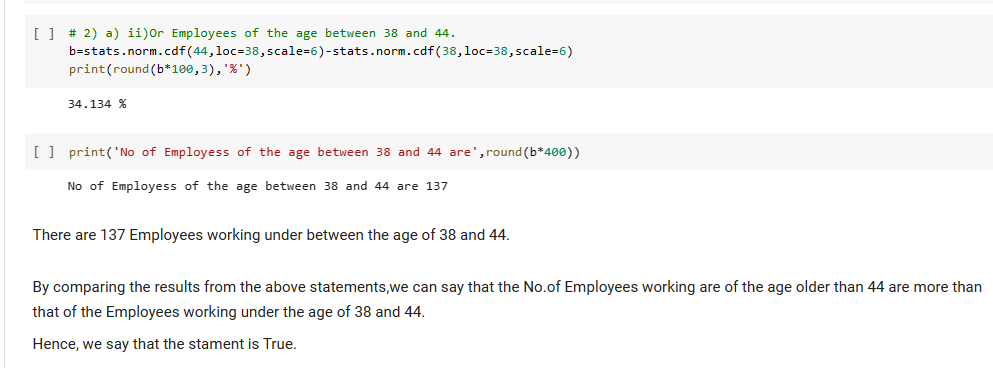 [ ] # 2) a) ii)Or Employees of the age between 38 and 44.
b=stats.norm.cdf(44,loc=38,scale=6)-stats.norm.cdf(38,loc=38,scale=6)
print(round(b*100,3),'%')
34.134 %
[ ] print('No of Employess of the age between 38 and 44 are',round(b*400))
No of Employess of the age between 38 and 44 are 137
There are 137 Employees working under between the age of 38 and 44.
By comparing the results from the above statements,we can say that the No.of Employees working are of the age older than 44 are more than
that of the Employees working under the age of 38 and 44.
Hence, we say that the stament is True.